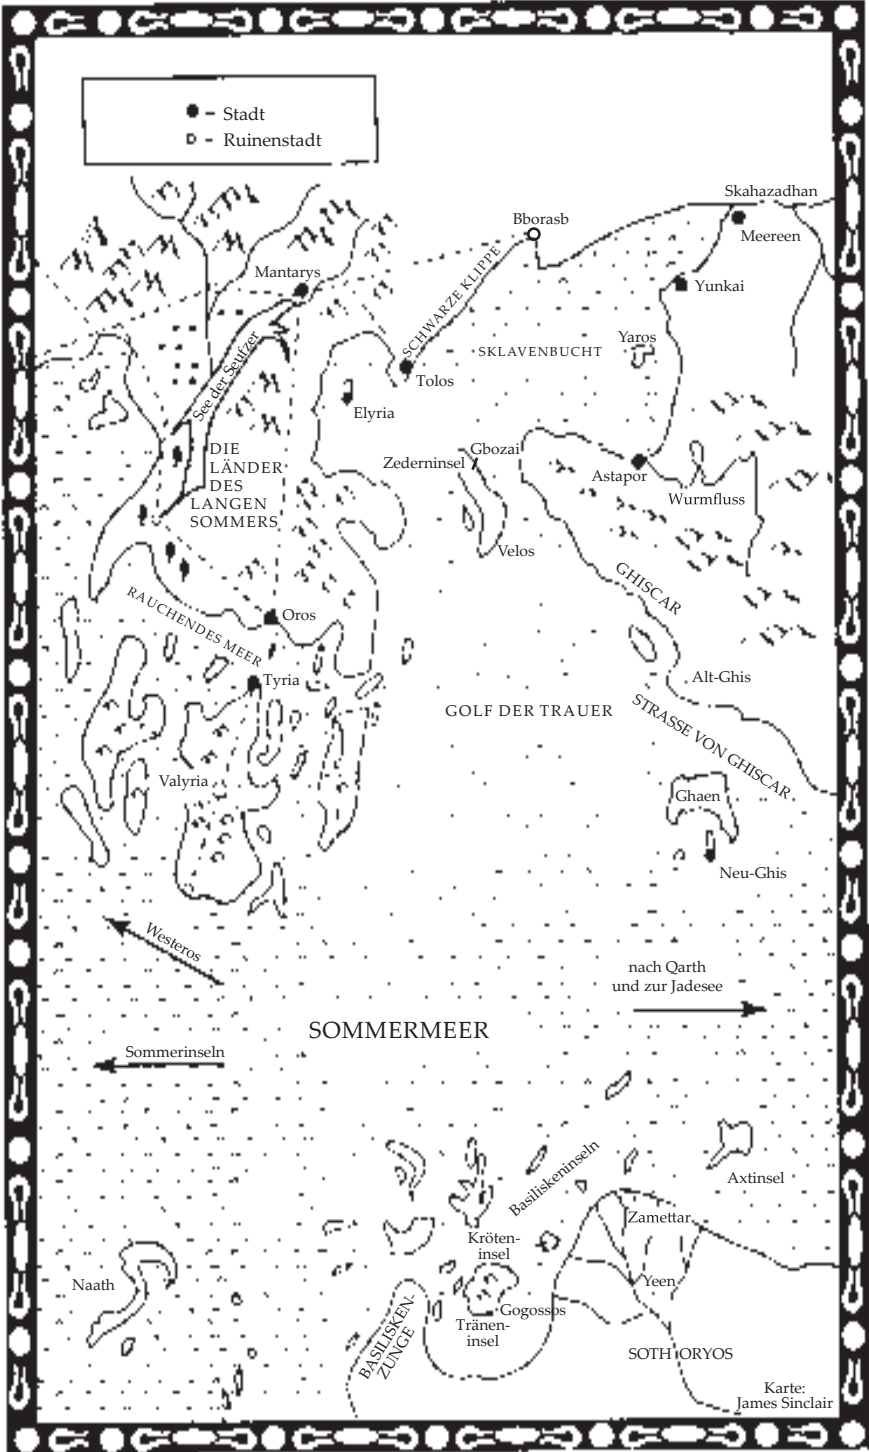 – Stadt
– Ruinenstadt
Skahazadhan
Bborasb
Meereen
Mantarys
SCHWARZE KLIPPE
Yunkai
Yaros
SKLAVENBUCHT
See der Seufzer
Tolos
Elyria
DIE
LÄNDER
DES
LANGEN
SOMMERS
Gbozai
Zederninsel
Astapor
Wurmfluss
Velos
GHISCAR
RAUCHENDES MEER
Oros
Tyria
Alt-Ghis
GOLF DER TRAUER
STRASSE VON GHISCAR
Valyria
Ghaen
Neu-Ghis
Westeros
nach Qarth
und zur Jadesee
SOMMERMEER
Sommerinseln
Basiliskeninseln
Axtinsel
Zamettar
Kröten-
insel
Naath
Yeen
Gogossos
Tränen-
insel
BASILISKEN-
ZUNGE
SOTHORYOS
Karte:
James Sinclair